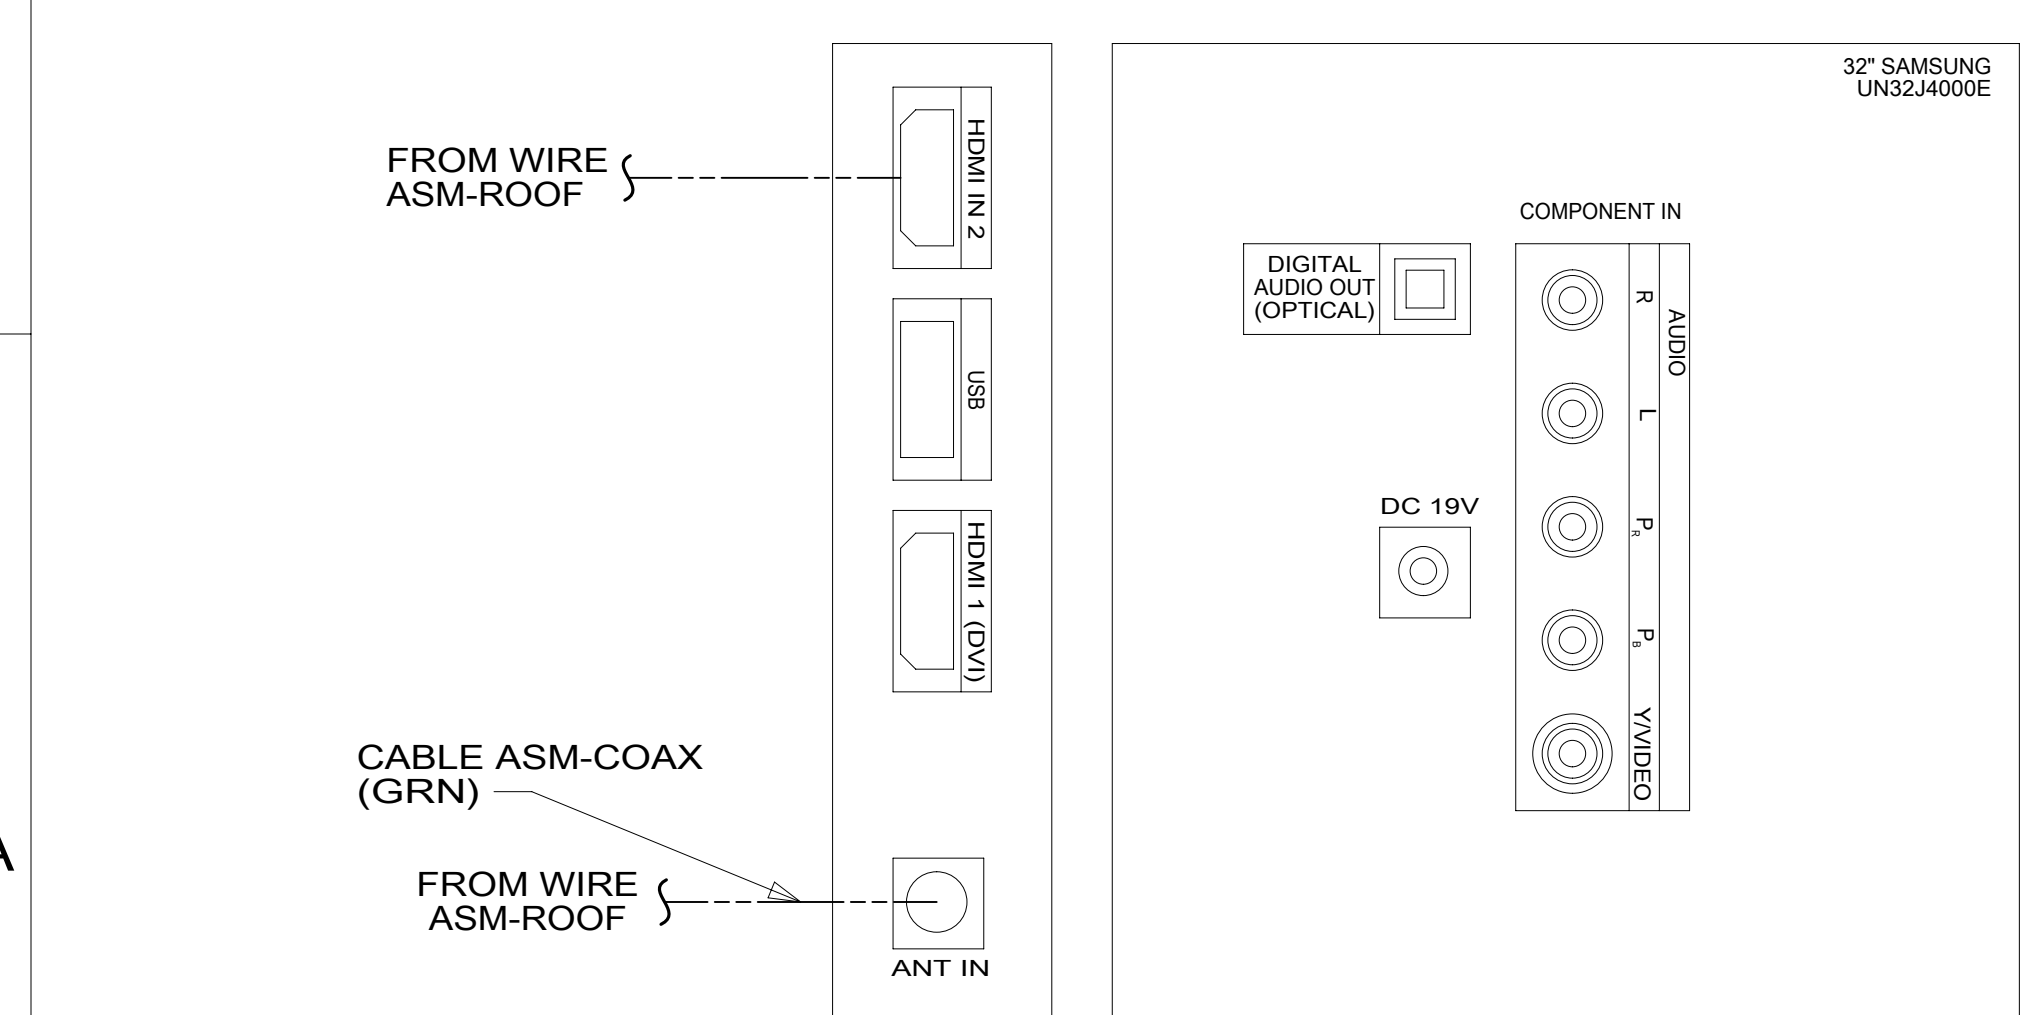 32" SAMSUNG
UN32J4000E
FROM WIRE
ASM-ROOF
HDMI IN 2
COMPONENT IN
DIGITAL
AUDIO OUT
(OPTICAL)
R
AUDIO
USB
L
DC 19V
PR
HDMI 1 (DVI)
PB
Y/VIDEO
CABLE ASM-COAX
(GRN)
A
FROM WIRE
ASM-ROOF
ANT IN